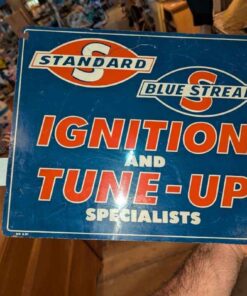 S
STANDARD
S
BLUE STREAK
IGNITION
AND
TUNE-UP
SPECIALISTS